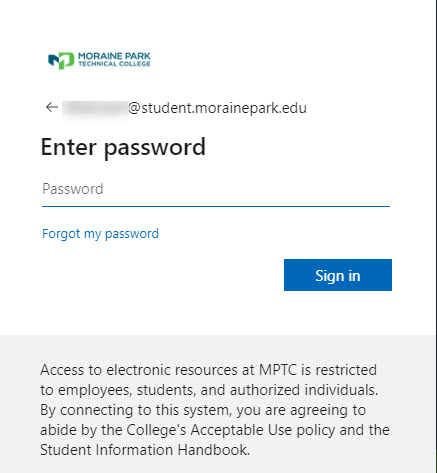 MORAINE PARK
TECHNICAL COLLEGE
@student.morainepark.edu
Enter password
Password
Forgot my password
Sign in
Access to electronic resources at MPTC is restricted
to employees, students, and authorized individuals.
By connecting to this system, you are agreeing to
abide by the College's Acceptable Use policy and the
Student Information Handbook.